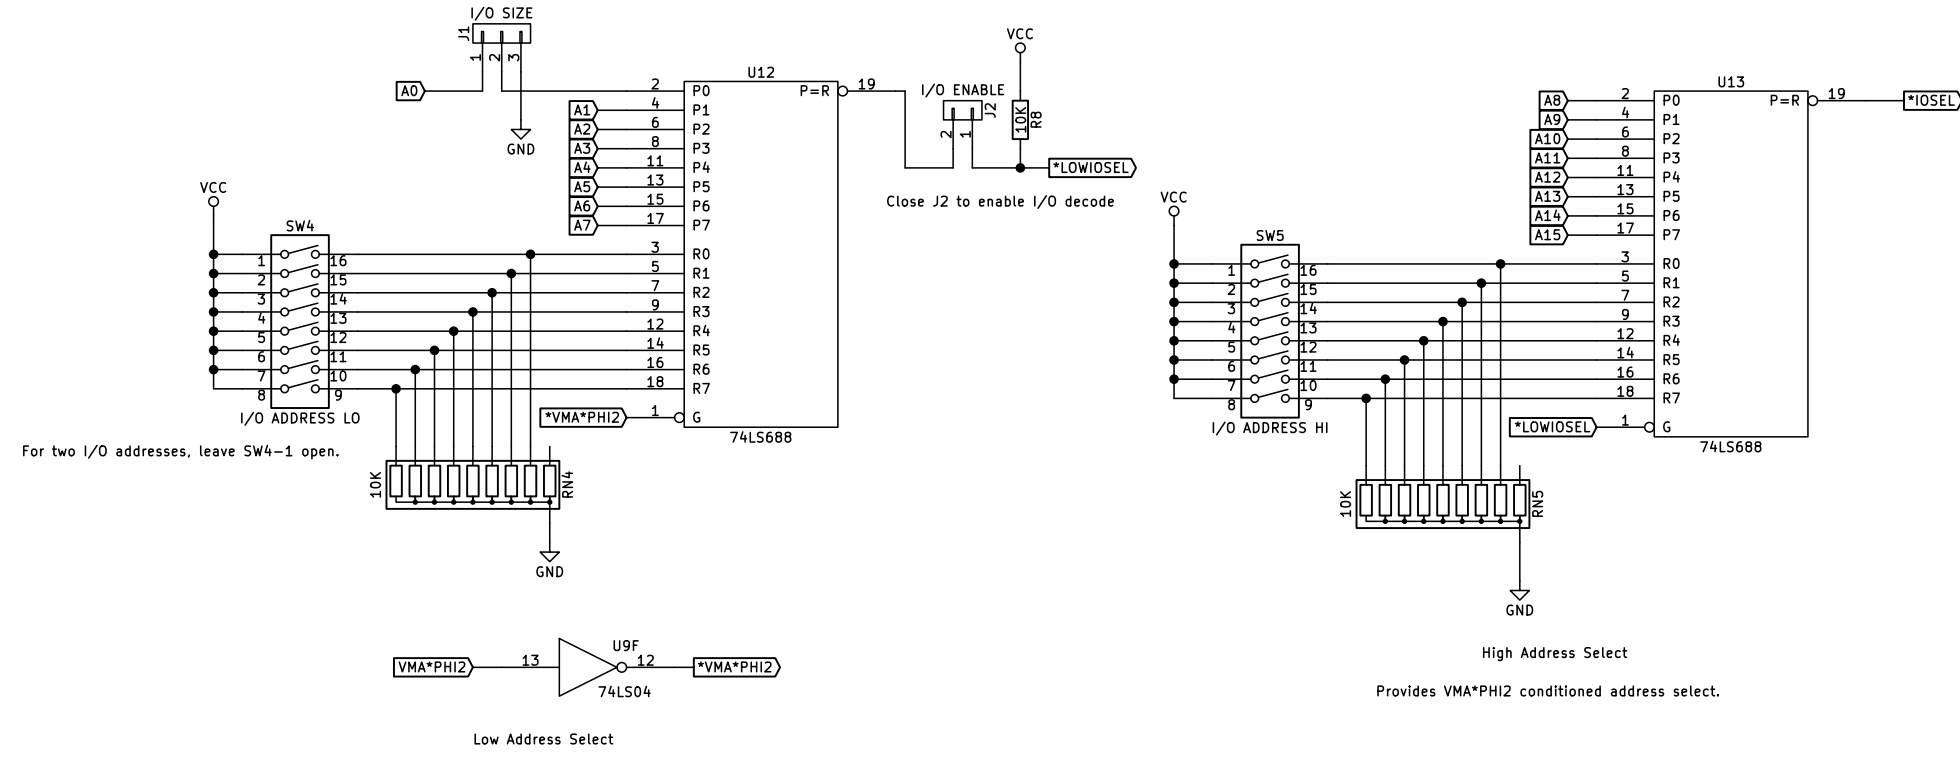 I/O SIZE
J1
1
2
3
A0
U12
2 P0 P=R 19
A1 4 P1
A2 6 P2
A3 8 P3
A4 11 P4
A5 13 P5
A6 15 P6
A7 17 P7
3 R0
5 R1
7 R2
9 R3
12 R4
14 R5
16 R6
18 R7
*VMA*PHI2 1 G
74LS688
GND
I/O ENABLE
J2
2
1
VCC
10K
R8
*LOWIOSEL
Close J2 to enable I/O decode
VCC
SW4
1 16
2 15
3 14
4 13
5 12
6 11
7 10
8 9
I/O ADDRESS LO
For two I/O addresses, leave SW4-1 open.
10K
RN4
GND
VMA*PHI2 13 U9F 12 *VMA*PHI2
74LS04
Low Address Select
U13
A8 2 P0 P=R 19 *IOSEL
A9 4 P1
A10 6 P2
A11 8 P3
A12 11 P4
A13 13 P5
A14 15 P6
A15 17 P7
3 R0
5 R1
7 R2
9 R3
12 R4
14 R5
16 R6
18 R7
*LOWIOSEL 1 G
74LS688
VCC
SW5
1 16
2 15
3 14
4 13
5 12
6 11
7 10
8 9
I/O ADDRESS HI
10K
RN5
GND
High Address Select
Provides VMA*PHI2 conditioned address select.